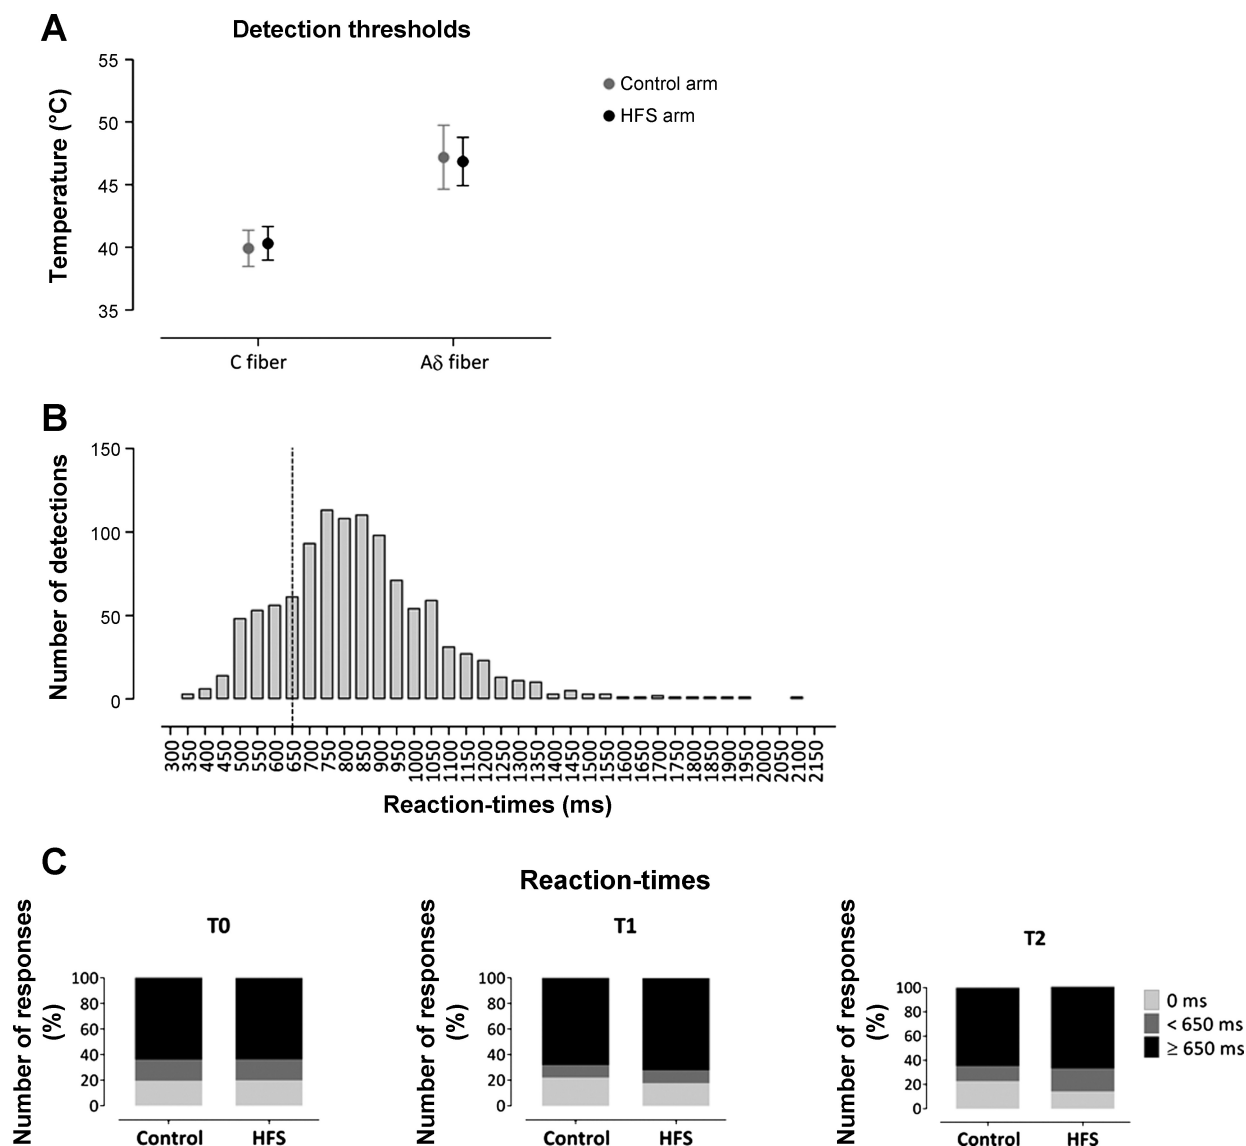 A
Detection thresholds
Temperature (°C)
55
50
45
40
35
C fiber
Aδ fiber
Control arm
HFS arm
B
Number of detections
150
100
50
0
300 350 400 450 500 550 600 650 700 750 800 850 900 950 1000 1050 1100 1150 1200 1250 1300 1350 1400 1450 1500 1550 1600 1650 1700 1750 1800 1850 1900 1950 2000 2050 2100 2150
Reaction-times (ms)
C
Reaction-times
T0
Number of responses
(%)
100
80
60
40
20
0
Control HFS
T1
Number of responses
(%)
100
80
60
40
20
0
Control HFS
T2
Number of responses
(%)
100
80
60
40
20
0
Control HFS
0 ms
< 650 ms
≥ 650 ms